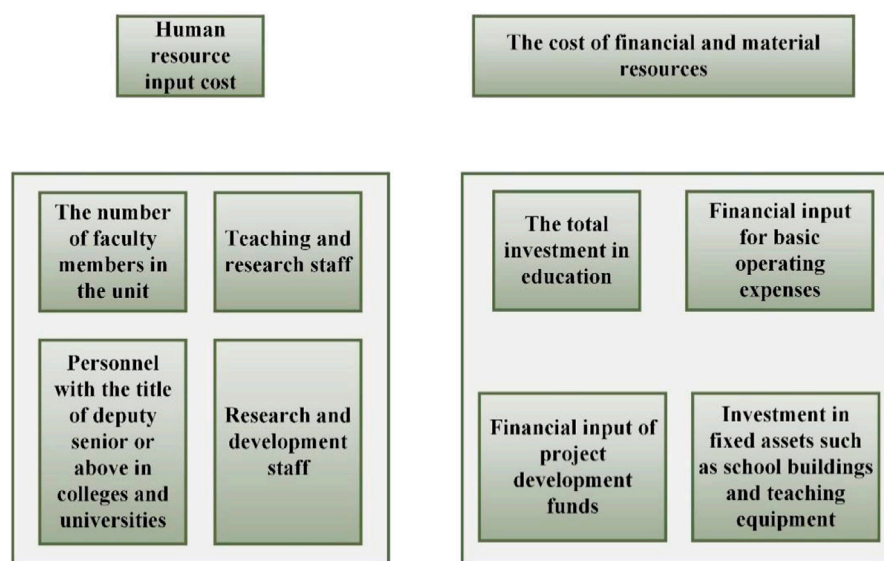 Human
resource
input cost
The cost of financial and material
resources
The number
of faculty
members in
the unit
Teaching and
research staff
Personnel
with the title
of deputy
senior or
above in
colleges and
universities
Research and
development
staff
The total
investment in
education
Financial input
for basic
operating
expenses
Financial input of
project
development
funds
Investment in
fixed assets such
as school buildings
and teaching
equipment